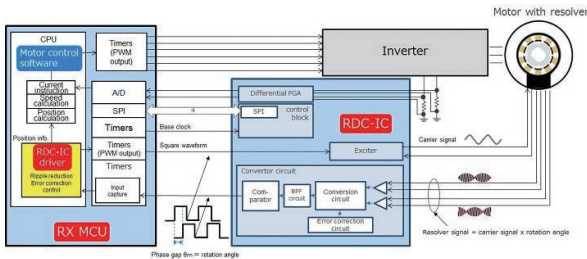 Motor with resolver
CPU
Motor control
software
Timers
(PWM
output)
Inverter
Current
instruction
Speed
calculation
Position
calculation
A/D
SPI
4
Differential PGA
SPI
control
block
RDC-IC
Timers
Base clock
Position info.
RDC-IC
driver
Ripple reduction
Error correction
control
Timers
(PWM output)
Square waveform
Exciter
Carrier signal
Timers
Input
capture
Convertor circuit
Com-
parator
BPF
circuit
Conversion
circuit
Error correction
circuit
RX MCU
Resolver signal = carrier signal x rotation angle
Phase gap θm = rotation angle